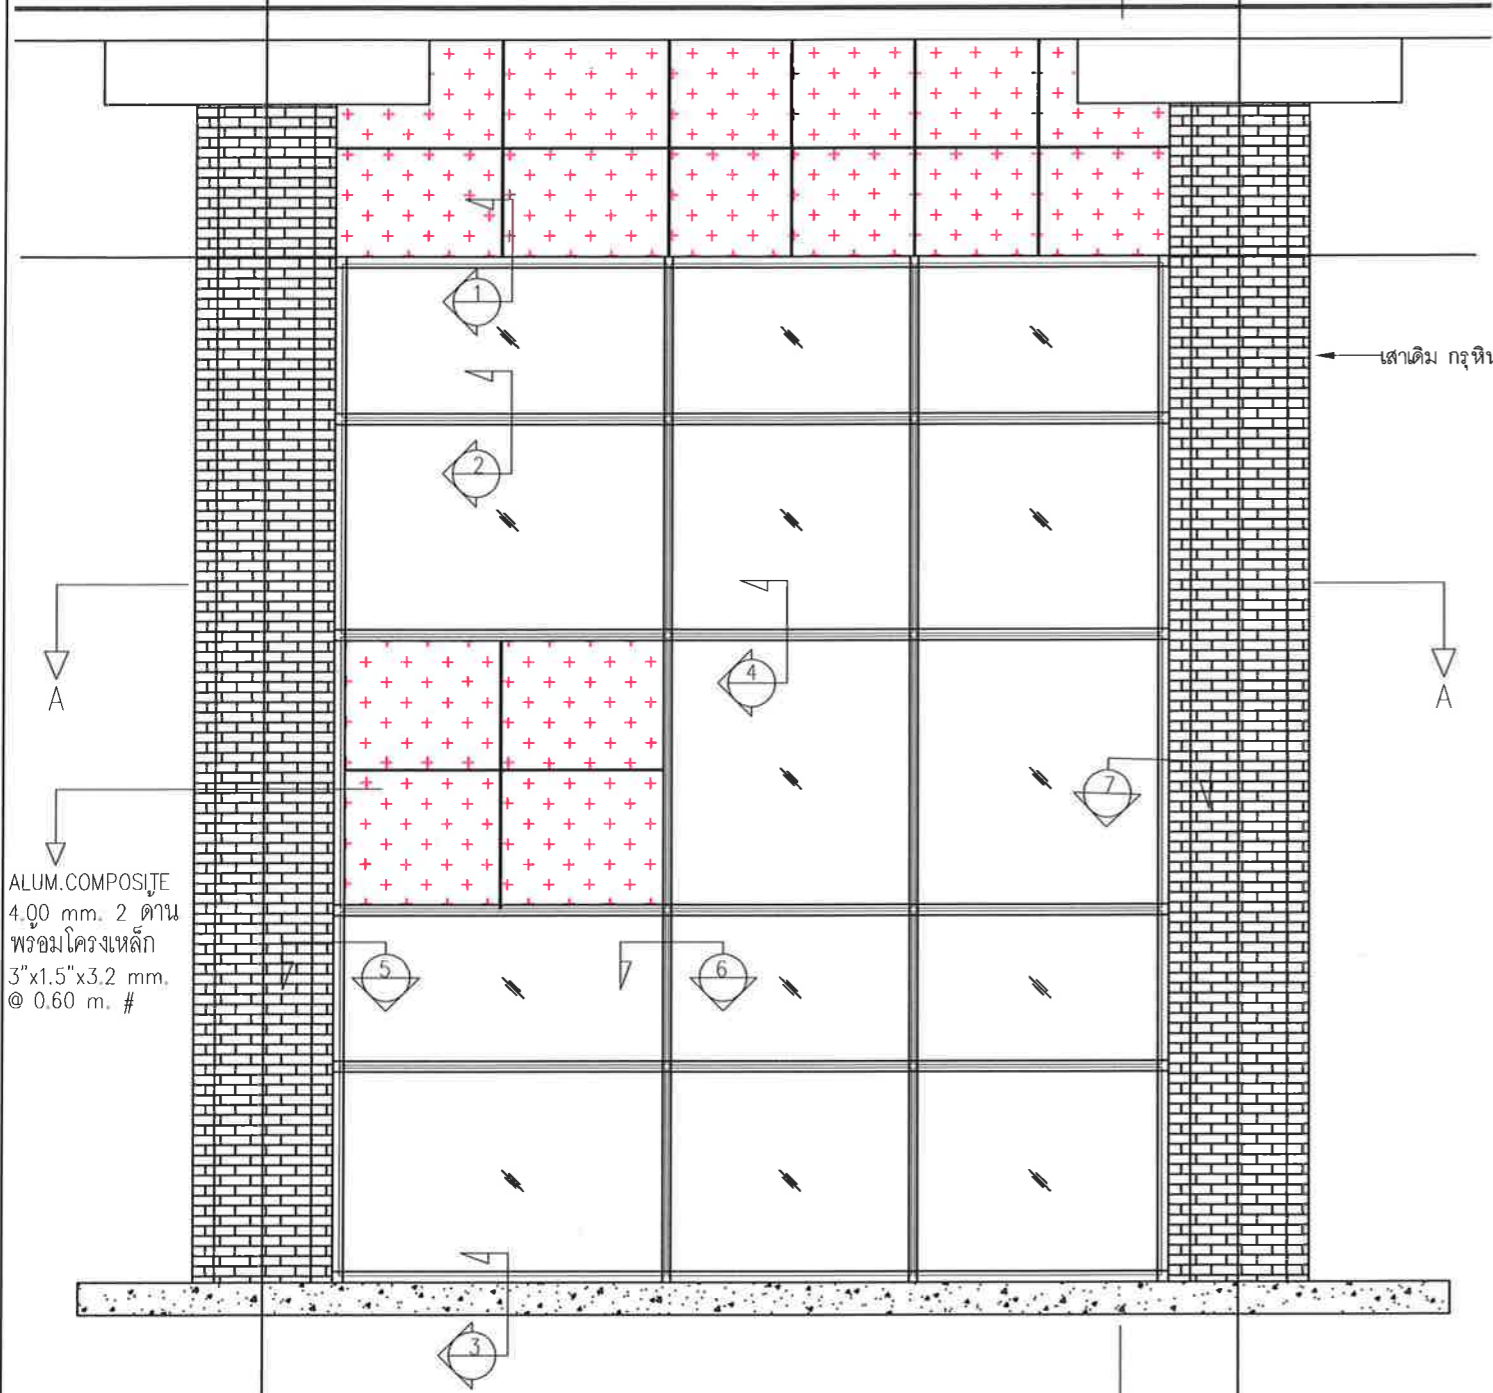 1
เสาเดิม กรุหิน
2
4
A
A
7
ALUM.COMPOSITE
4.00 mm. 2 ด้าน
พร้อมโครงเหล็ก
3"x1.5"x3.2 mm.
@ 0.60 m. #
5
6
3